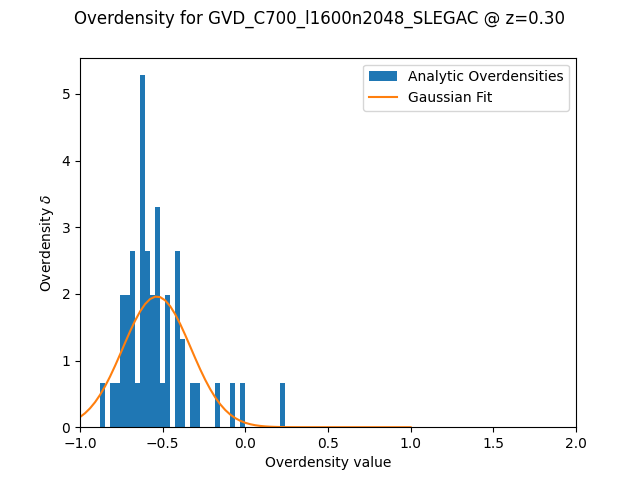 Overdensity for GVD_C700_l1600n2048_SLEGAC @ z=0.30
Analytic Overdensities
Gaussian Fit
Overdensity δ
5
4
3
2
1
0
−1.0
−0.5
0.0
0.5
1.0
1.5
2.0
Overdensity value